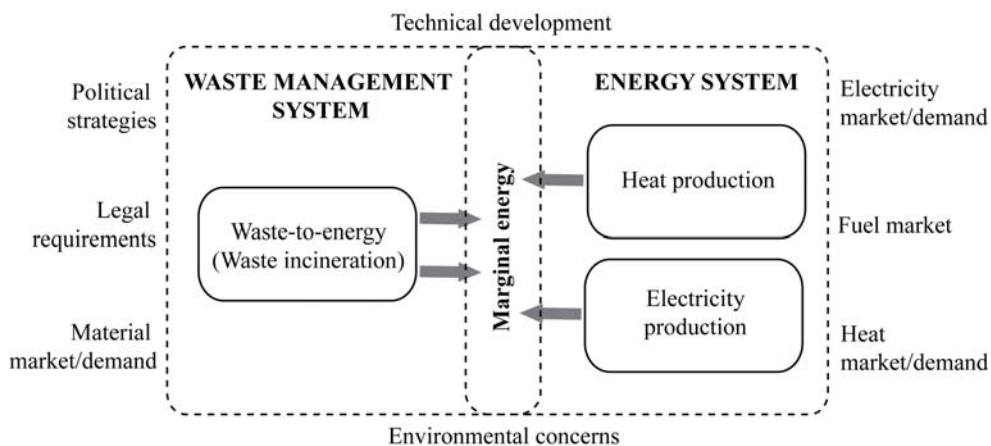 Technical development
Political
strategies
WASTE MANAGEMENT
SYSTEM
ENERGY SYSTEM
Electricity
market/demand
Heat production
Legal
requirements
Waste-to-energy
(Waste incineration)
Marginal energy
Fuel market
Electricity
production
Material
market/demand
Heat
market/demand
Environmental concerns